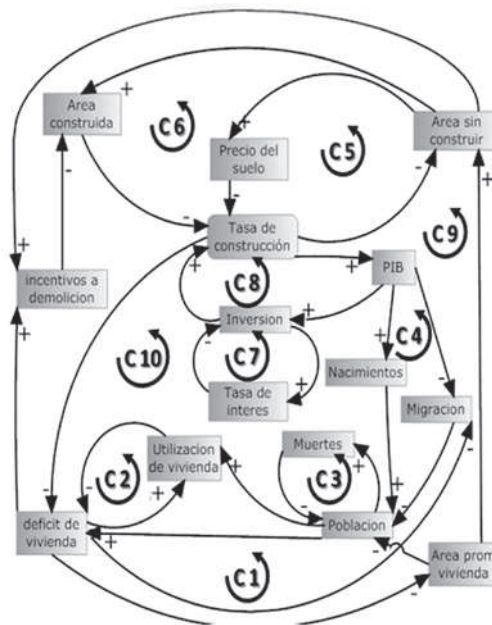 Area
construida
C6
Precio del
suelo
C5
Area sin
construir
Tasa de
construcción
C9
incentivos a
demolicion
C8
PIB
Inversion
C10
C7
C4
Nacimientos
Tasa de
interes
Migracion
C2
Utilizacion
de vivienda
Muertes
C3
deficit de
vivienda
Poblacion
Area prom
vivienda
C1
+
+
-
-
-
-
-
+
+
+
-
+
+
+
-
+
+
-
-
-
+
+
-
+
+
-
-
-
+
-
-